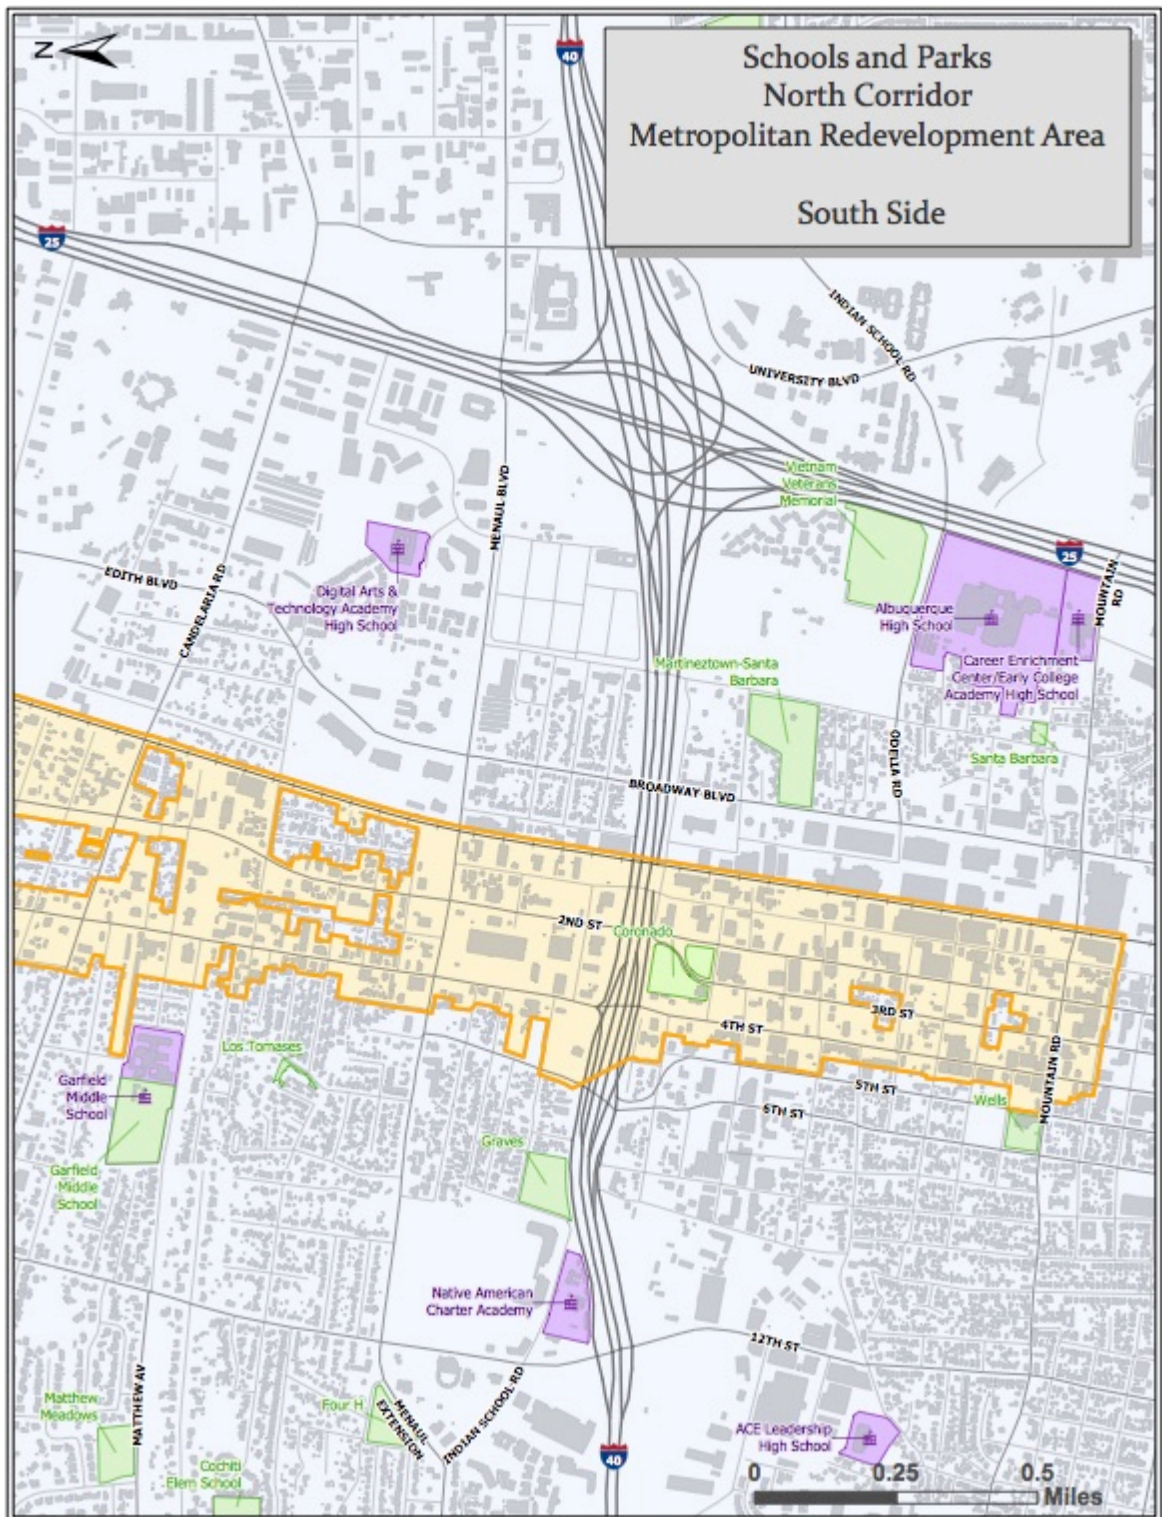 N
40
Schools and Parks
North Corridor
Metropolitan Redevelopment Area
South Side
25
INDIAN SCHOOL RD
UNIVERSITY BLVD
Vietnam
Veterans
Memorial
MENAUL BLVD
25
EDITH BLVD
CANDELARIA RD
Digital Arts &
Technology Academy
High School
Albuquerque
High School
MOUNTAIN
RD
Martineztown-Santa
Barbara
Career Enrichment
Center/Early College
Academy High School
ODELIA RD
Santa Barbara
BROADWAY BLVD
2ND ST
Coronado
3RD ST
4TH ST
Los Tomases
MOUNTAIN RD
Garfield
Middle
School
5TH ST
6TH ST
Wells
Graves
Garfield
Middle
School
Native American
Charter Academy
12TH ST
MATTHEW AV
Matthew
Meadows
Four H
MENAUL
EXTENSION
INDIAN SCHOOL RD
ACE Leadership
High School
40
Cochiti
Elem School
0 0.25 0.5
Miles